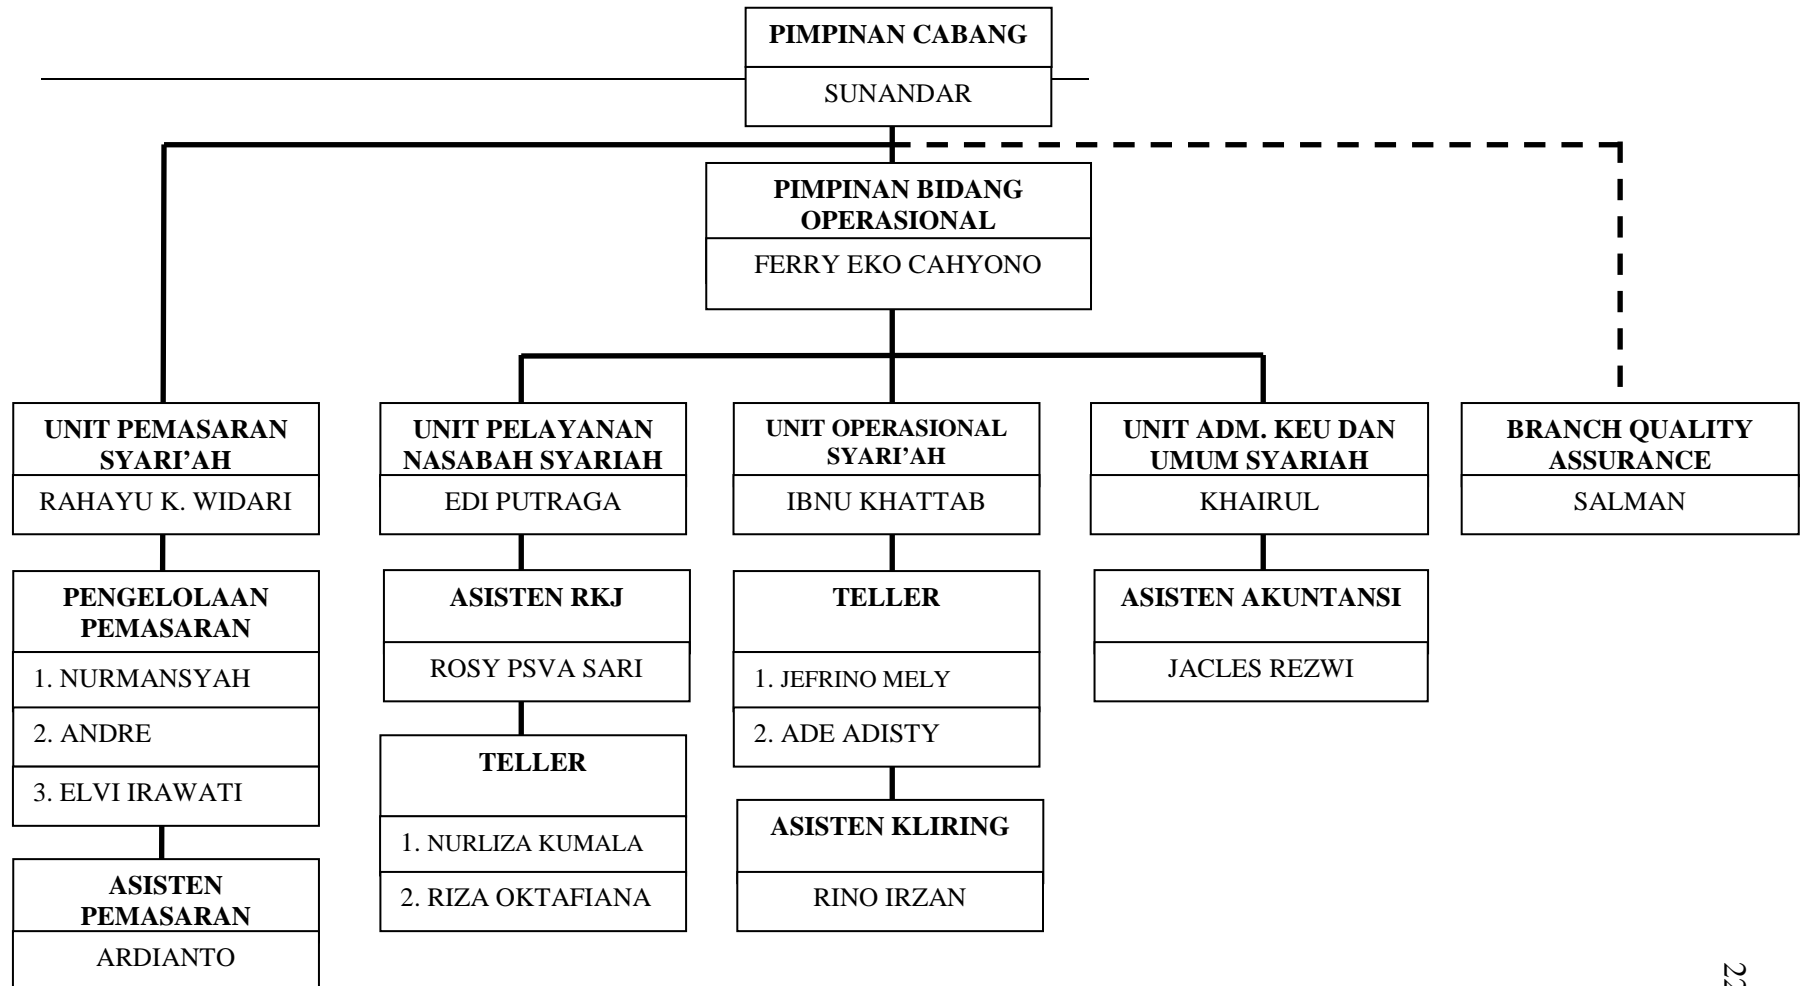 PIMPINAN CABANG
SUNANDAR
PIMPINAN BIDANG
OPERASIONAL
FERRY EKO CAHYONO
UNIT PEMASARAN
SYARI’AH
RAHAYU K. WIDARI
UNIT PELAYANAN
NASABAH SYARIAH
EDI PUTRAGA
UNIT OPERASIONAL
SYARI’AH
IBNU KHATTAB
UNIT ADM. KEU DAN
UMUM SYARIAH
KHAIRUL
BRANCH QUALITY
ASSURANCE
SALMAN
PENGELOLAAN
PEMASARAN
1. NURMANSYAH
2. ANDRE
3. ELVI IRAWATI
ASISTEN
PEMASARAN
ARDIANTO
ASISTEN RKJ
ROSY PSVA SARI
TELLER
1. NURLIZA KUMALA
2. RIZA OKTAFIANA
TELLER
1. JEFRINO MELY
2. ADE ADISTY
ASISTEN KLIRING
RINO IRZAN
ASISTEN AKUNTANSI
JACLES REZWI
22